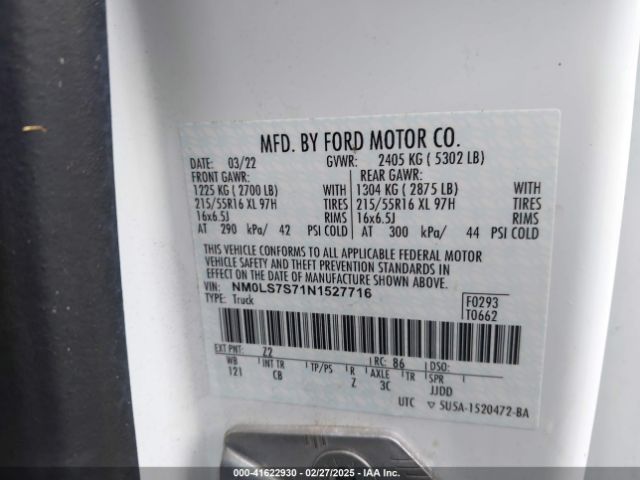 MFD. BY FORD MOTOR CO.
DATE: 03/22 GVWR: 2405 KG ( 5302 LB)
FRONT GAWR: REAR GAWR:
1225 KG ( 2700 LB) WITH 1304 KG ( 2875 LB) WITH
215/55R16 XL 97H TIRES 215/55R16 XL 97H TIRES
16x6.5J RIMS 16x6.5J RIMS
AT 290 kPa/ 42 PSI COLD AT 300 kPa/ 44 PSI COLD
THIS VEHICLE CONFORMS TO ALL APPLICABLE FEDERAL MOTOR
VEHICLE SAFETY AND THEFT PREVENTION STANDARDS IN
EFFECT ON THE DATE OF MANUFACTURE SHOWN ABOVE.
VIN: NM0LS7S71N1527716
TYPE: Truck
F0293
T0662
EXT PNT: Z2 RC: 86 DSO:
WB INT TR TP/PS R AXLE TR SPR
121 CB Z 3C JJDD
UTC 5U5A-1520472-BA
000-41622930 - 02/27/2025 - IAA Inc.